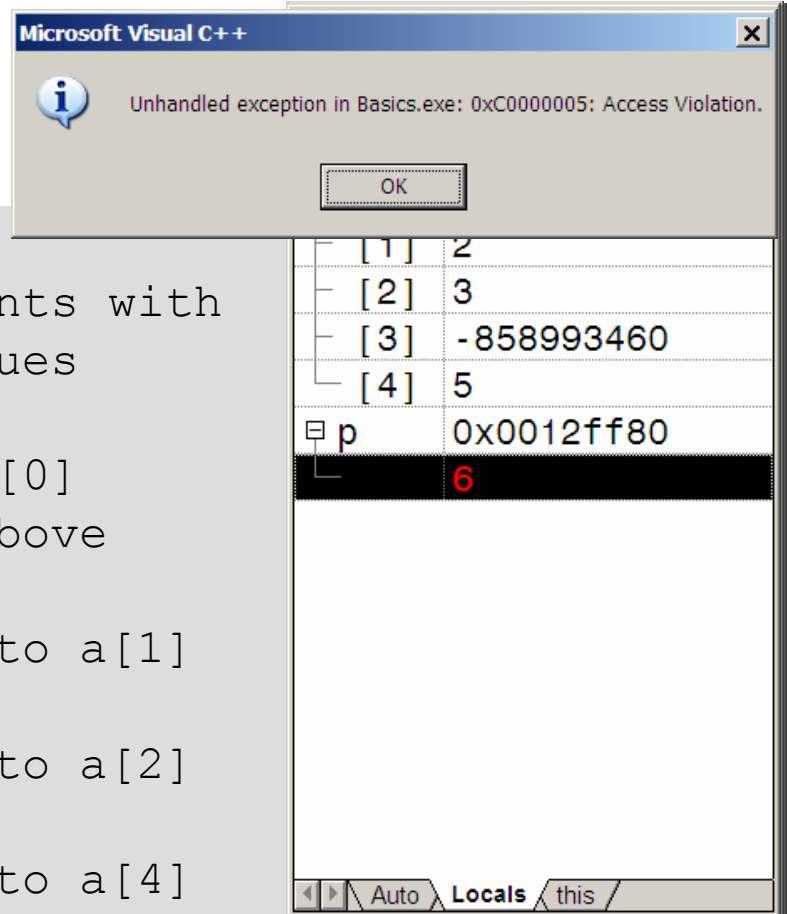 Microsoft Visual C++
Unhandled exception in Basics.exe: 0xC0000005: Access Violation.
OK
nts with
ues
[0]
bove
to a[1]
to a[2]
to a[4]
[1] 2
[2] 3
[3] -858993460
[4] 5
p 0x0012ff80
6
Auto Locals this